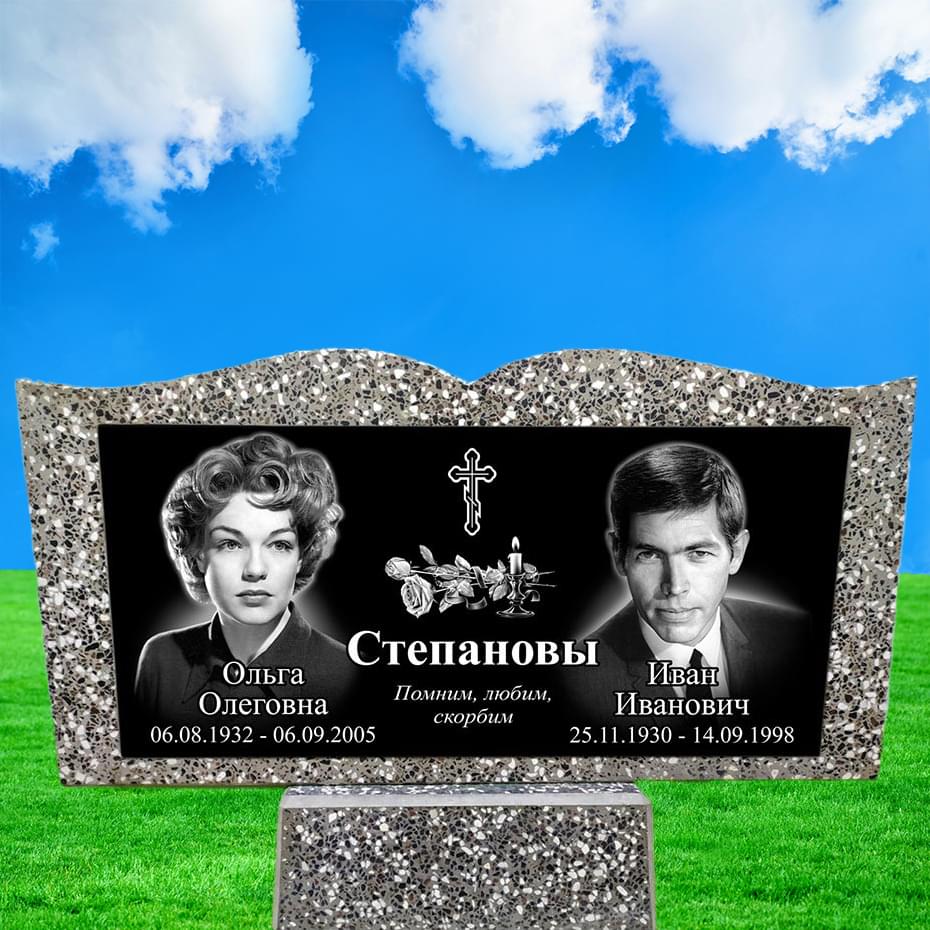 Степановы
Ольга
Олеговна
06.08.1932 - 06.09.2005
Помним, любим,
скорбим
Иван
Иванович
25.11.1930 - 14.09.1998